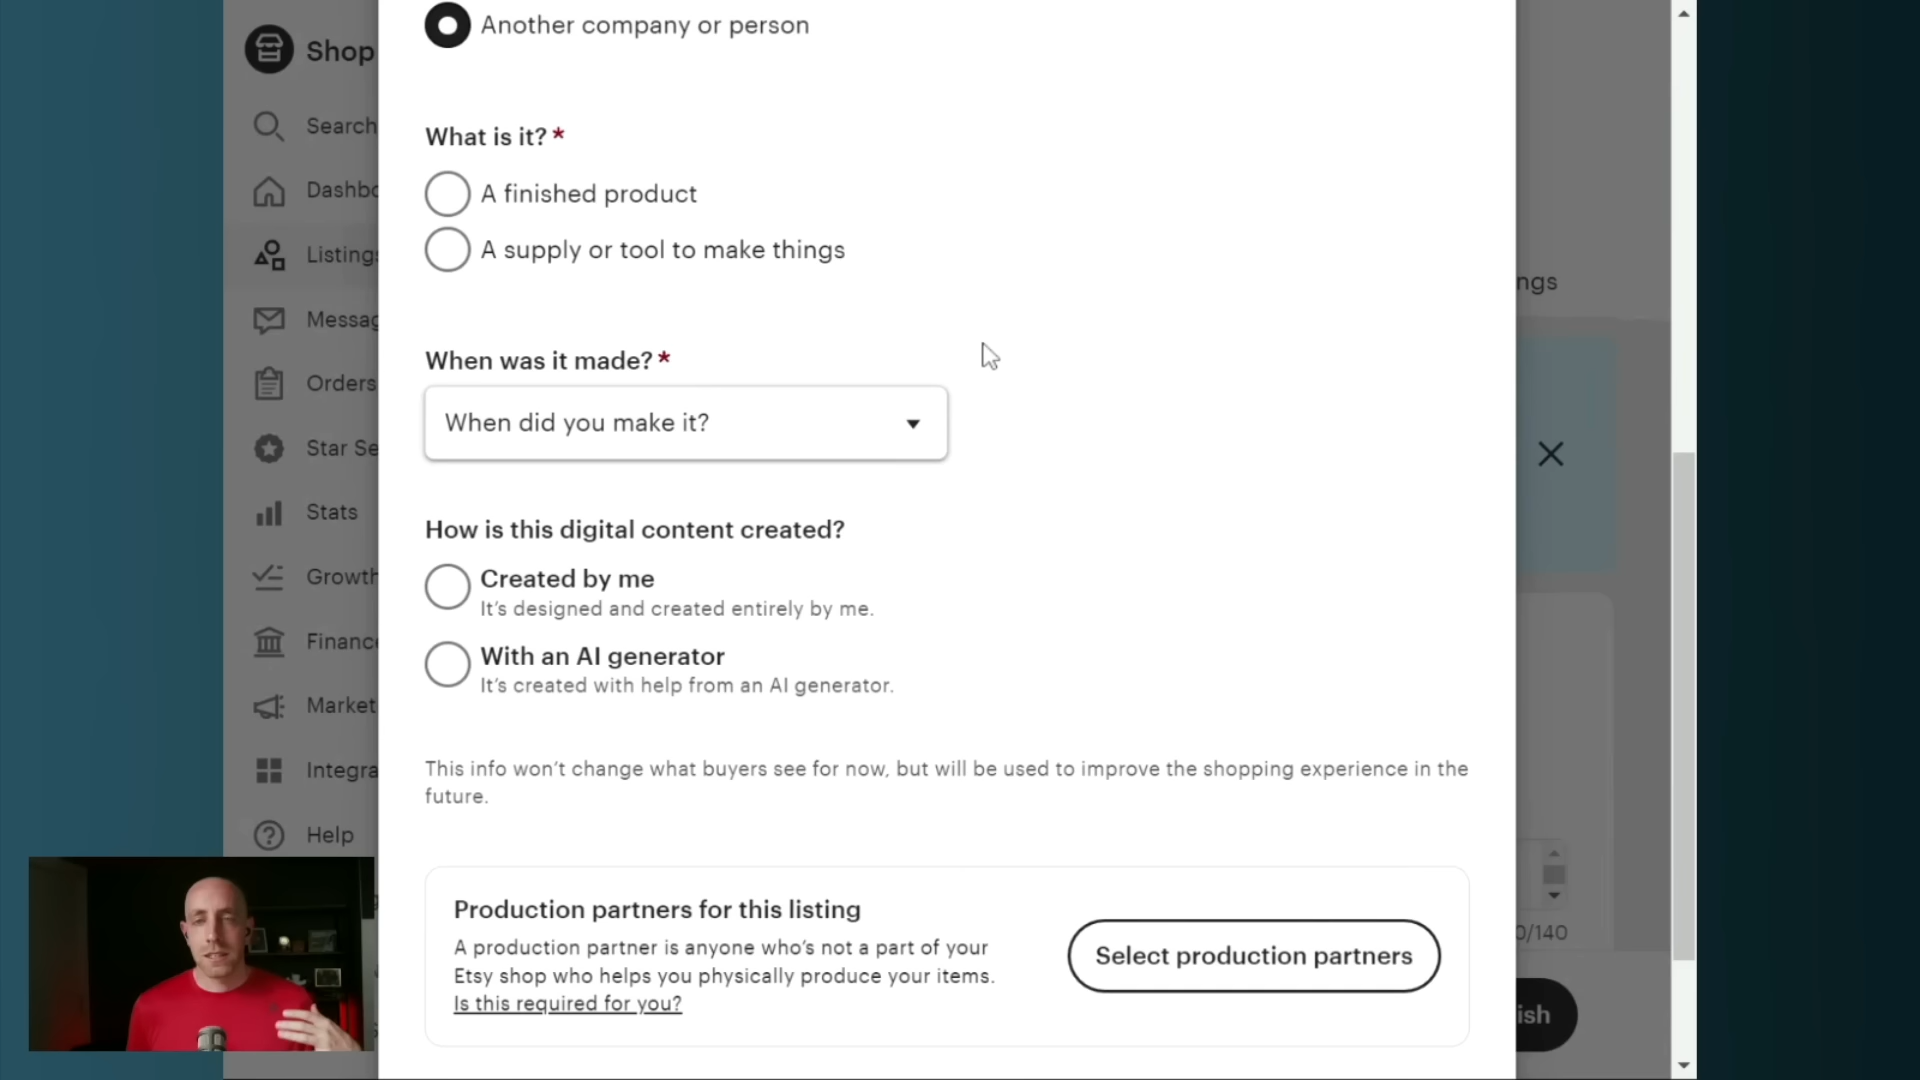 Another company or person
Shop
Search
What is it? *
A finished product
Dashbo
A supply or tool to make things
Listings
ngs
Messag
When was it made? *
Orders
When did you make it?
Star Se
Stats
How is this digital content created?
Growth
Created by me
It's designed and created entirely by me.
Finance
With an AI generator
It's created with help from an AI generator.
Market
This info won't change what buyers see for now, but will be used to improve the shopping experience in the
future.
Integra
Help
Production partners for this listing
A production partner is anyone who's not a part of your
Etsy shop who helps you physically produce your items.
Is this required for you?
Select production partners
0/140
ish